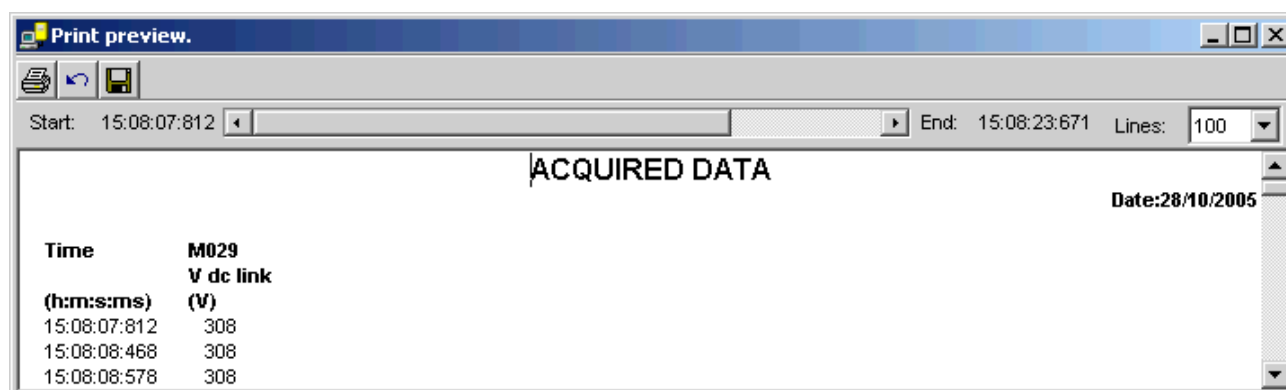 Print preview.
Start: 15:08:07:812 End: 15:08:23:671 Lines: 100
ACQUIRED DATA
Date:28/10/2005
Time M029
V dc link
(h:m:s:ms) (V)
15:08:07:812 308
15:08:08:468 308
15:08:08:578 308